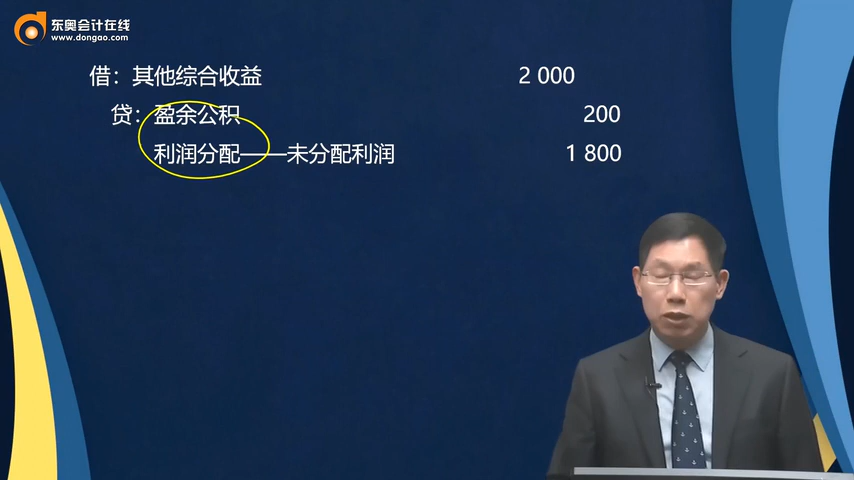 东奥会计在线
www.dongao.com
借：其他综合收益 2 000
贷：盈余公积 200
利润分配——未分配利润 1 800